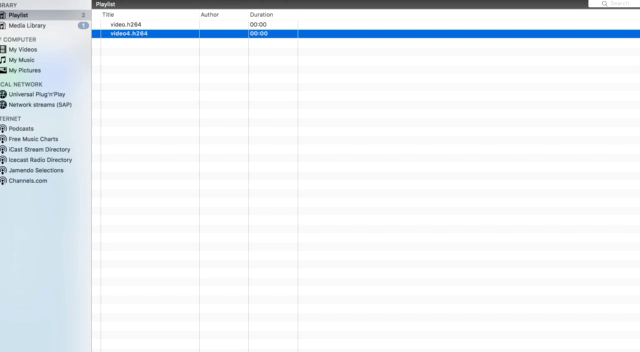 BRARY
Playlist 2
Media Library 1
Y COMPUTER
My Videos
My Music
My Pictures
CAL NETWORK
Universal Plug'n'Play
Network streams (SAP)
TERNET
Podcasts
Free Music Charts
iCast Stream Directory
Icecast Radio Directory
Jamendo Selections
Channels.com
Playlist
Search
Title Author Duration
video.h264 00:00
video4.h264 00:00